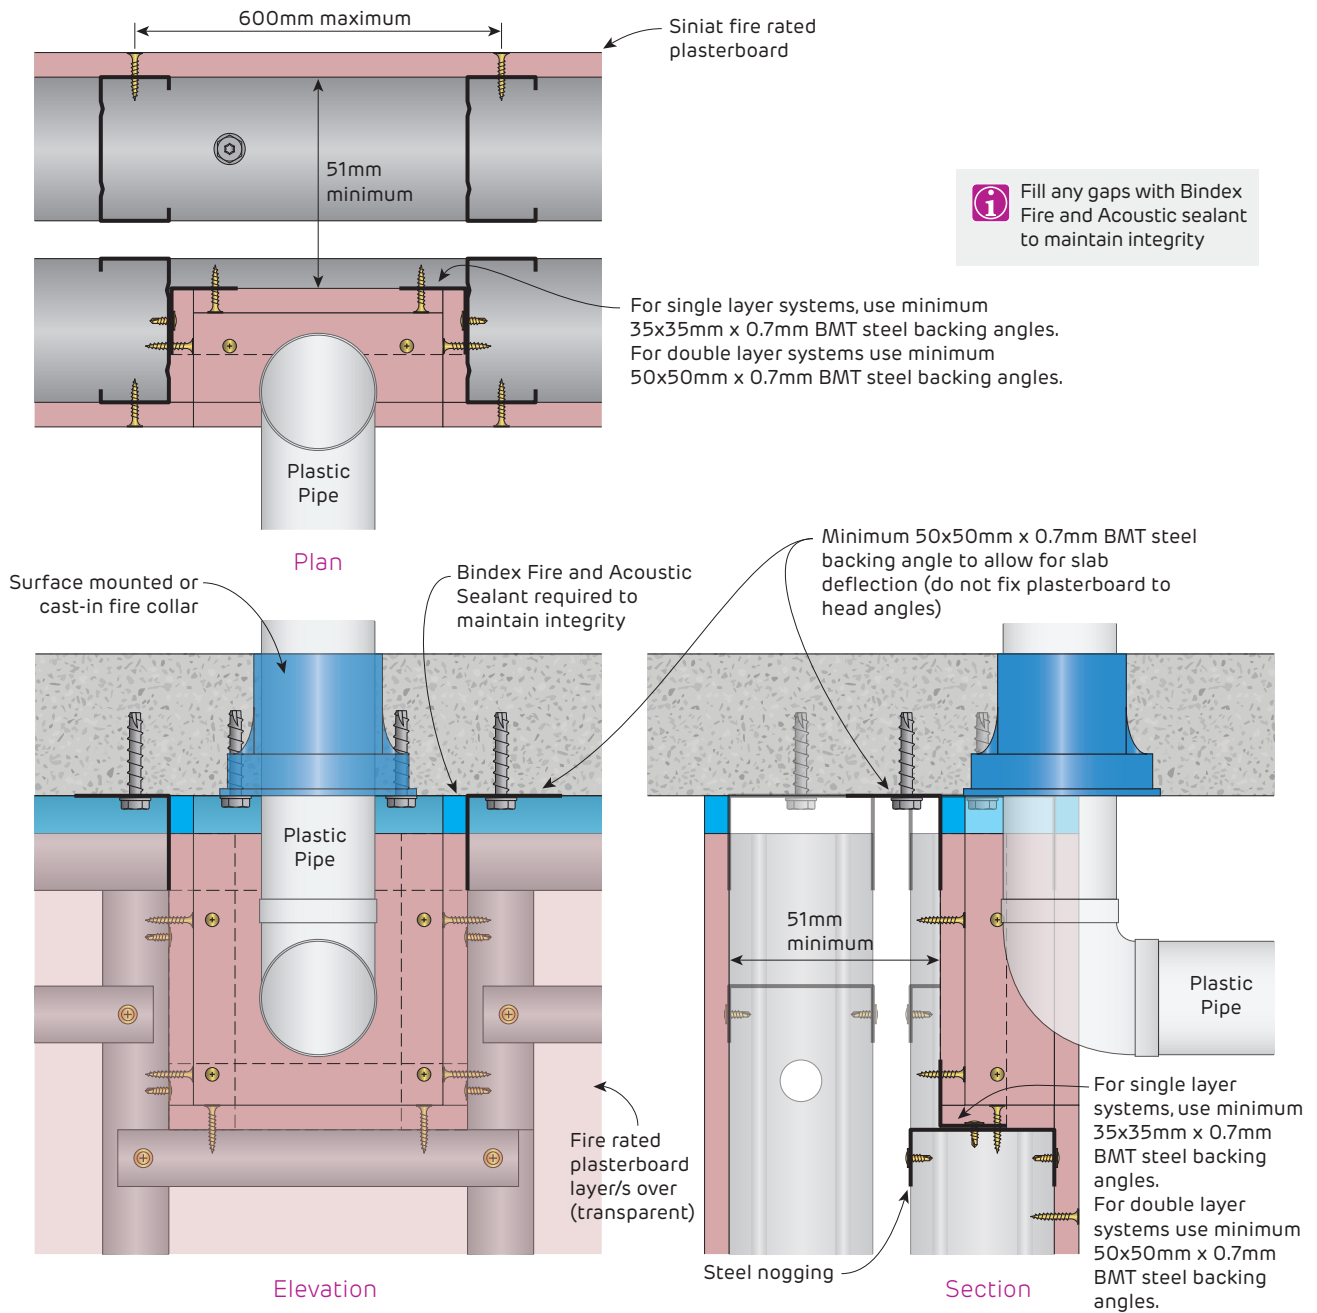 600mm maximum
Siniat fire rated
plasterboard
51mm
minimum
Fill any gaps with Bindex
Fire and Acoustic sealant
to maintain integrity
For single layer systems, use minimum
35x35mm x 0.7mm BMT steel backing angles.
For double layer systems use minimum
50x50mm x 0.7mm BMT steel backing angles.
Plastic
Pipe
Plan
Surface mounted or
cast-in fire collar
Bindex Fire and Acoustic
Sealant required to
maintain integrity
Minimum 50x50mm x 0.7mm BMT steel
backing angle to allow for slab
deflection (do not fix plasterboard to
head angles)
Plastic
Pipe
51mm
minimum
Plastic
Pipe
Fire rated
plasterboard
layer/s over
(transparent)
For single layer
systems, use minimum
35x35mm x 0.7mm
BMT steel backing
angles.
For double layer
systems use minimum
50x50mm x 0.7mm
BMT steel backing
angles.
Steel nogging
Elevation
Section